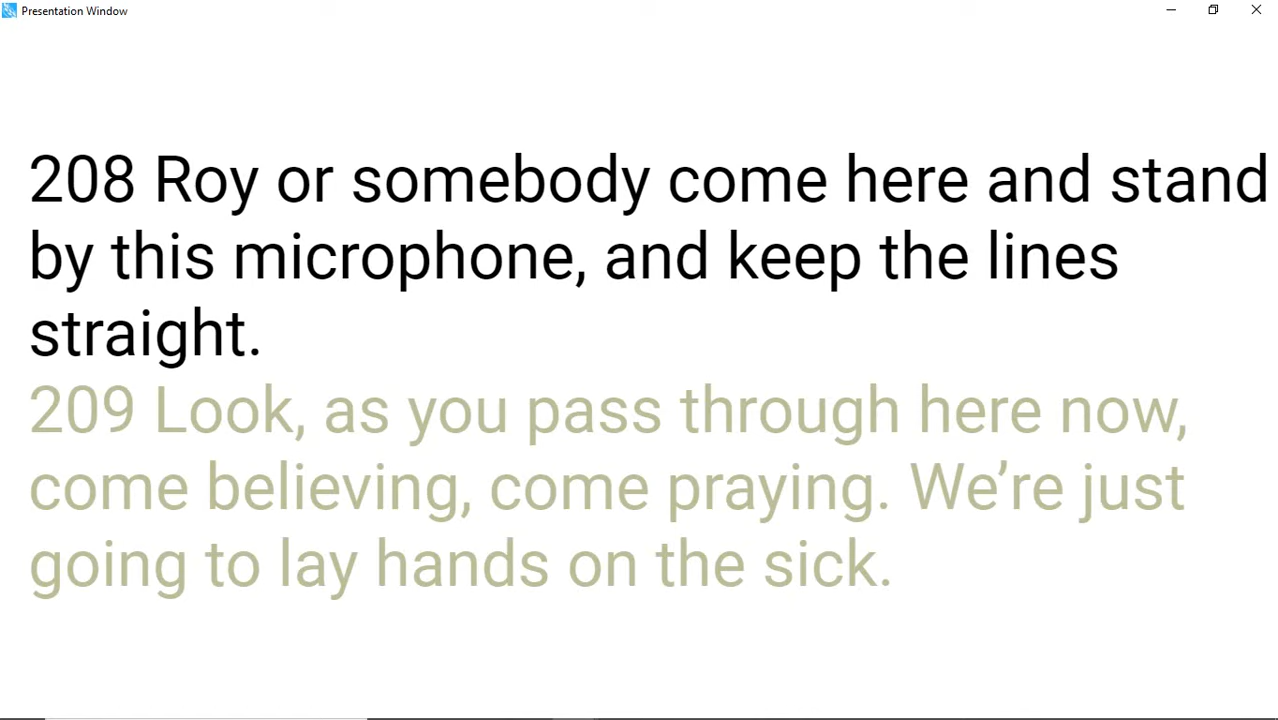 Presentation Window
208 Roy or somebody come here and stand
by this microphone, and keep the lines
straight.
209 Look, as you pass through here now,
come believing, come praying. We’re just
going to lay hands on the sick.